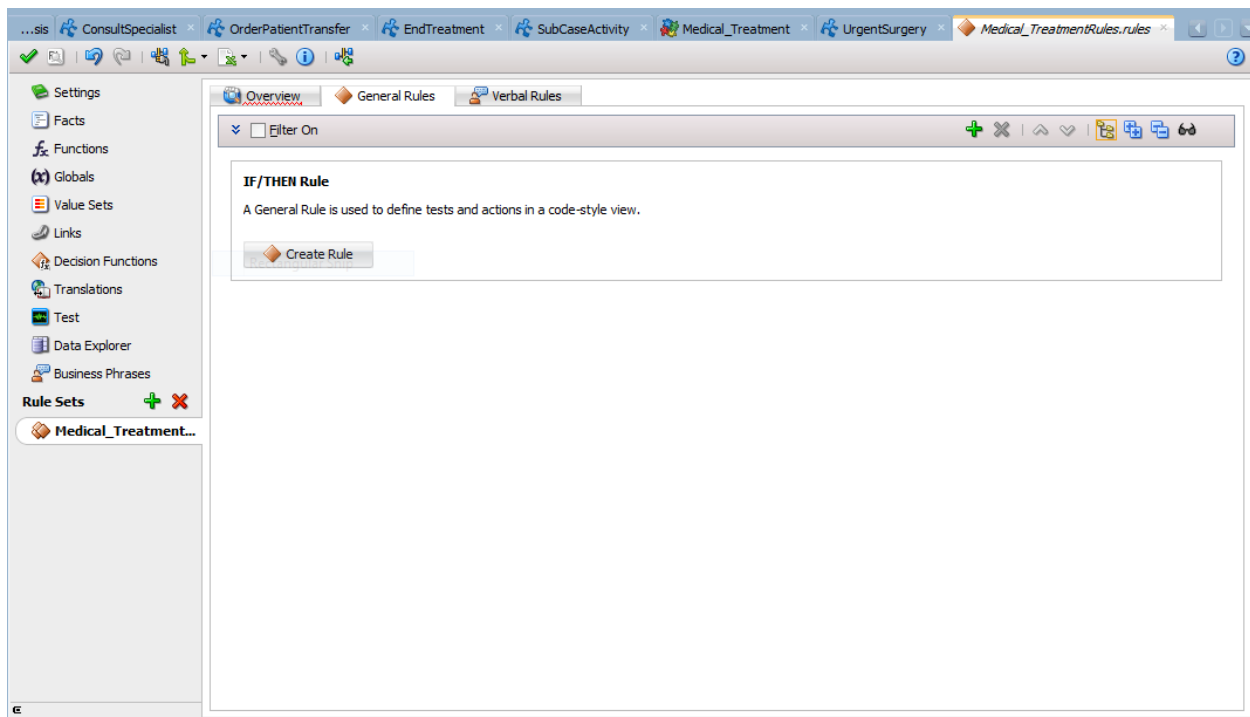 ...sis ConsultSpecialist OrderPatientTransfer EndTreatment SubCaseActivity Medical_Treatment UrgentSurgery Medical_TreatmentRules.rules
Settings
Facts
Functions
Globals
Value Sets
Links
Decision Functions
Translations
Test
Data Explorer
Business Phrases
Rule Sets
Medical_Treatment...
Overview General Rules Verbal Rules
Filter On
IF/THEN Rule
A General Rule is used to define tests and actions in a code-style view.
Create Rule
Rectangular Snip